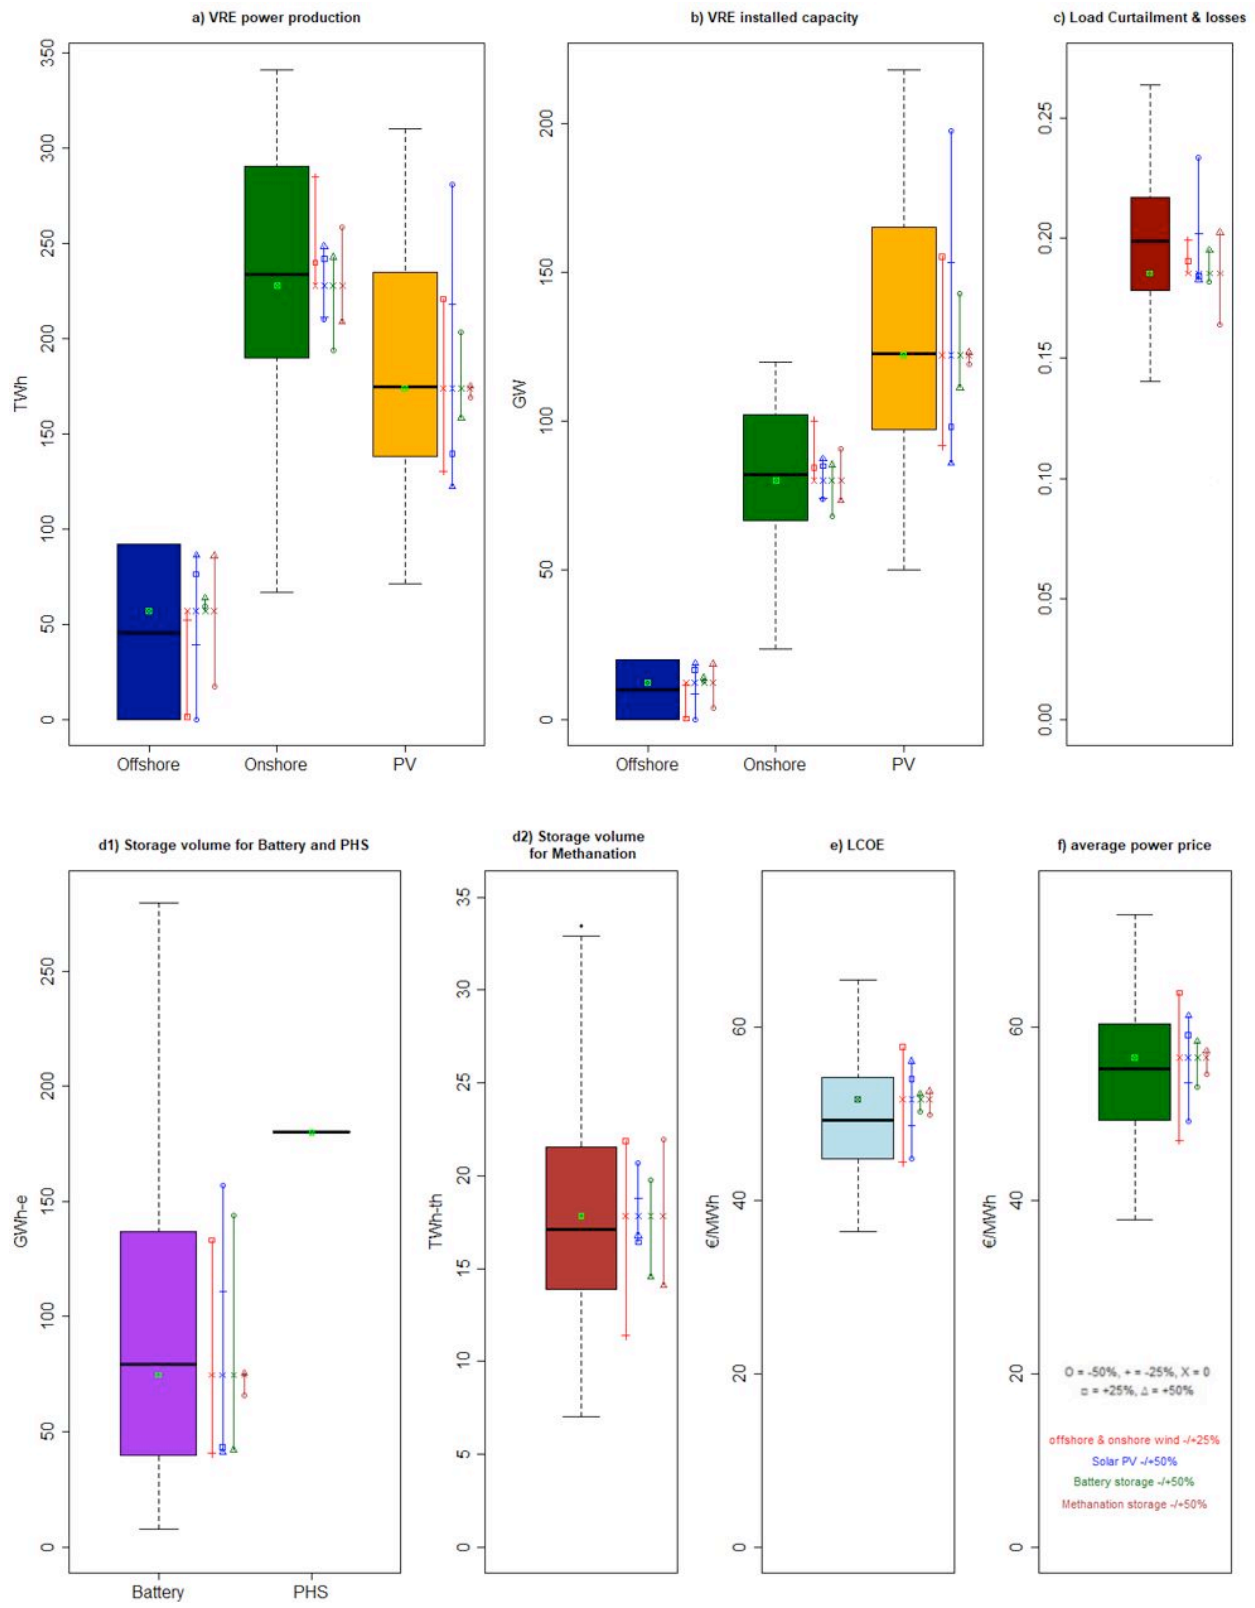 a) VRE power production
b) VRE installed capacity
c) Load Curtailment & losses
TWh
350
300
250
200
150
100
50
0
Offshore
Onshore
PV
GW
200
150
100
50
0
Offshore
Onshore
PV
0.25
0.20
0.15
0.10
0.05
0.00
d1) Storage volume for Battery and PHS
d2) Storage volume
for Methanation
e) LCOE
f) average power price
GWh-e
250
200
150
100
50
0
Battery
PHS
TWh-th
35
30
25
20
15
10
5
0
€/MWh
60
40
20
0
€/MWh
60
40
20
0
O = -50%, + = -25%, X = 0
□ = +25%, Δ = +50%
offshore & onshore wind -/+25%
Solar PV -/+50%
Battery storage -/+50%
Methanation storage -/+50%